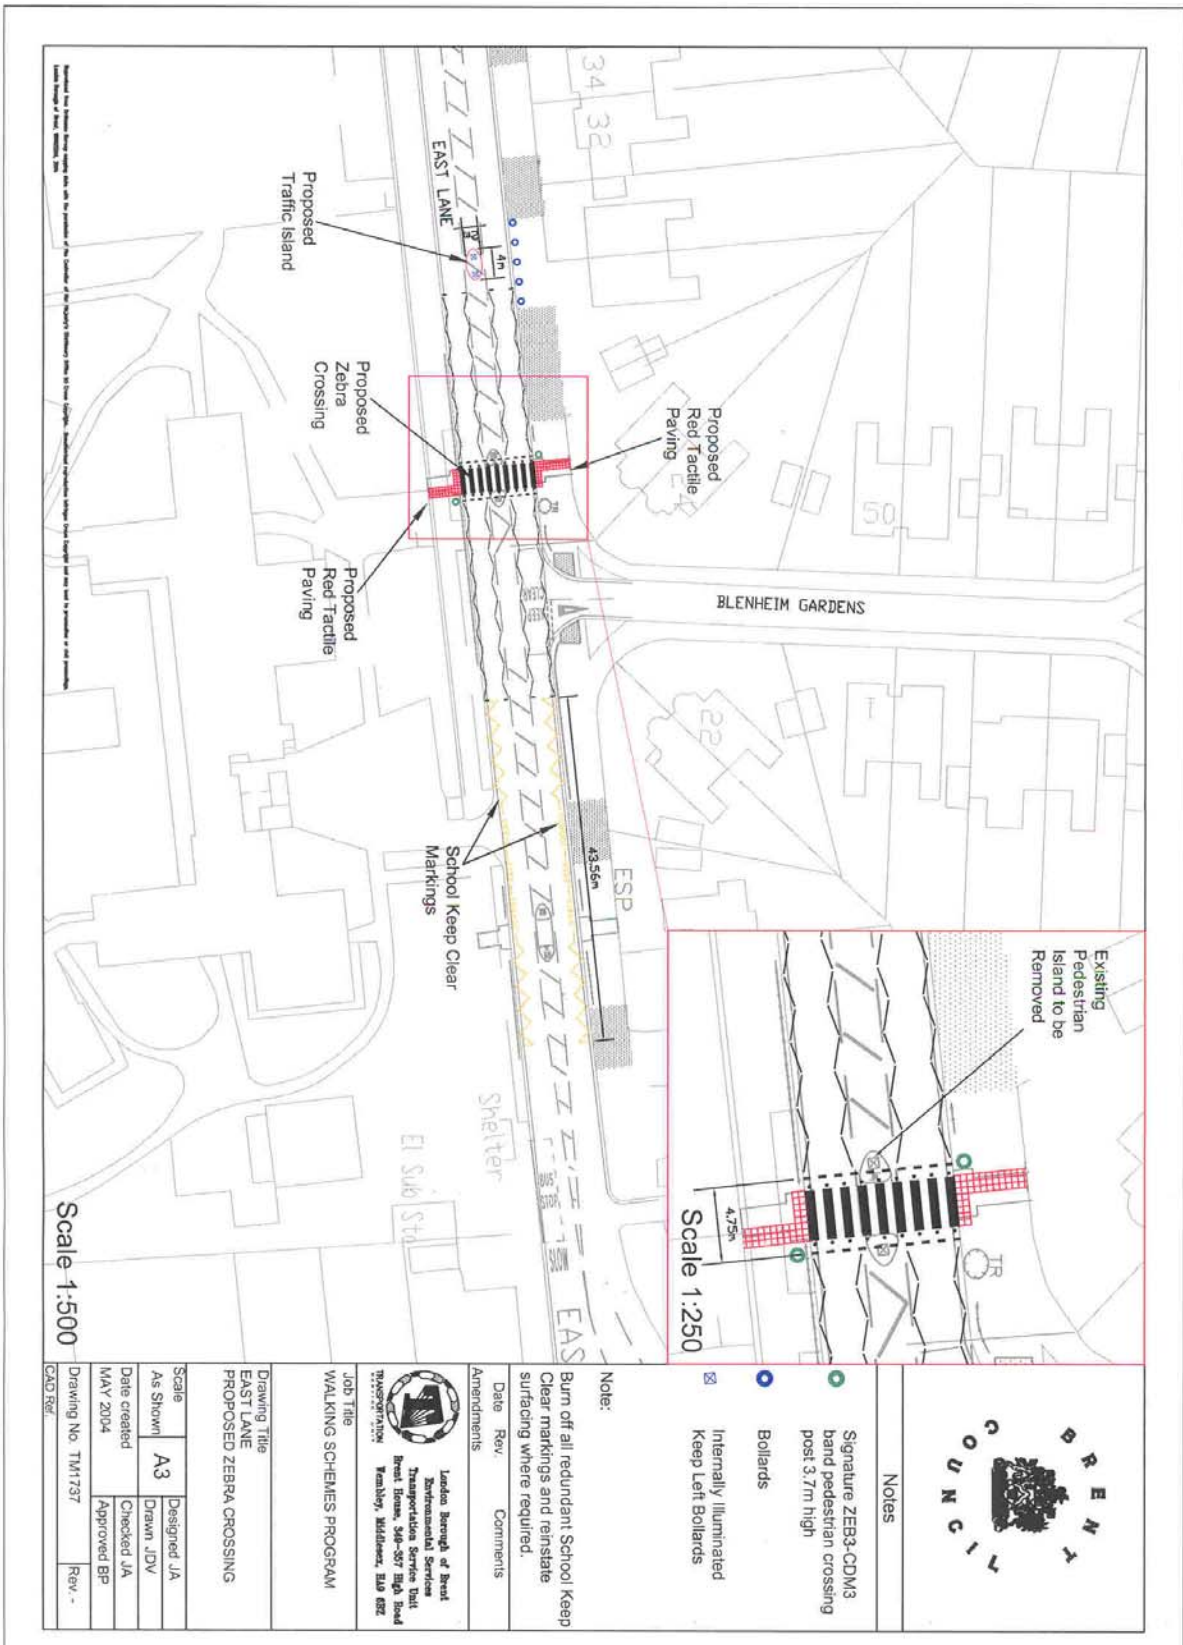 34 32
EAST LANE
Proposed
Traffic Island
4m
Proposed
Zebra
Crossing
Proposed
Red Tactile
Paving
Proposed
Red Tactile
Paving
TR
50
BLENHEIM GARDENS
KEEP
CLEAR
22
1
43.56m
School Keep Clear
Markings
ESP
Shelter
El Sub Sta
BUS
STOP
EAS
Existing
Pedestrian
Island to be
Removed
TR
4.75m
Scale 1:250
Scale 1:500
BRENT
COUNCIL
Notes
Signature ZEB3-CDM3
band pedestrian crossing
post 3.7m high
Bollards
Internally Illuminated
Keep Left Bollards
Note:
Burn off all redundant School Keep
Clear markings and reinstate
surfacing where required.
Date Rev. Comments
Amendments
TRANSPORTATION
London Borough of Brent
Environmental Services
Transportation Service Unit
Brent House, 349-357 High Road
Wembley, Middlesex, HA9 6BZ
Job Title
WALKING SCHEMES PROGRAM
Drawing Title
EAST LANE
PROPOSED ZEBRA CROSSING
Scale
As Shown
A3
Designed JA
Drawn JDV
Date created
MAY 2004
Checked JA
Approved BP
Drawing No. TM1737
Rev. -
CAD Ref.